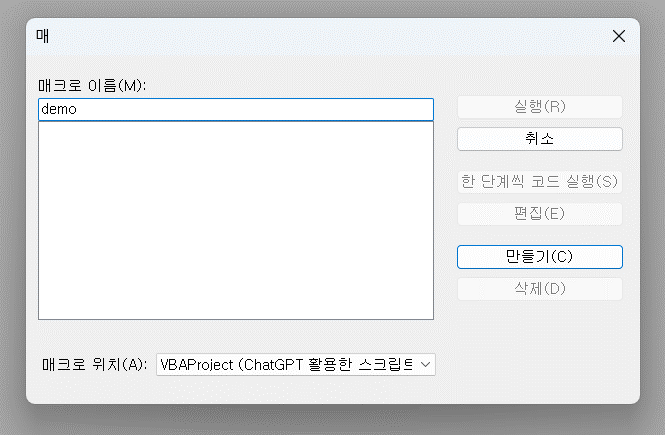 매
매크로 이름(M):
demo
실행(R)
취소
한 단계씩 코드 실행(S)
편집(E)
만들기(C)
삭제(D)
매크로 위치(A):
VBAProject (ChatGPT 활용한 스크립트